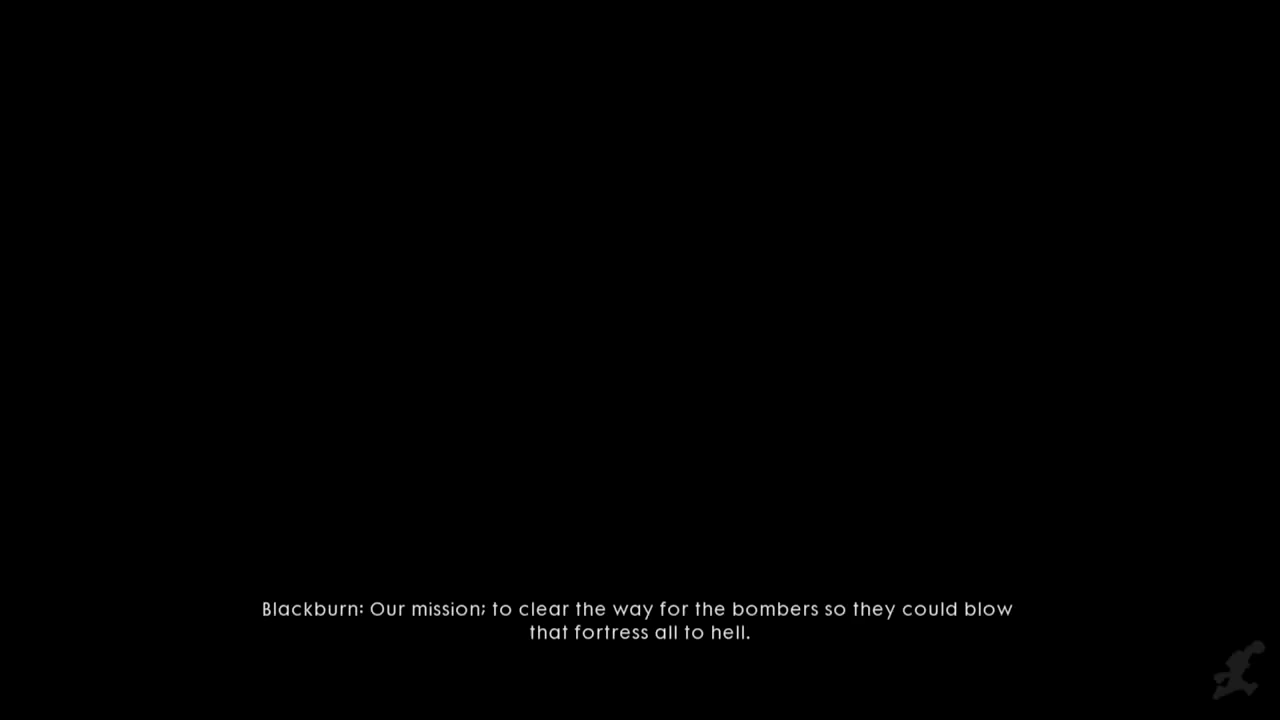 Blackburn: Our mission; to clear the way for the bombers so they could blow
that fortress all to hell.